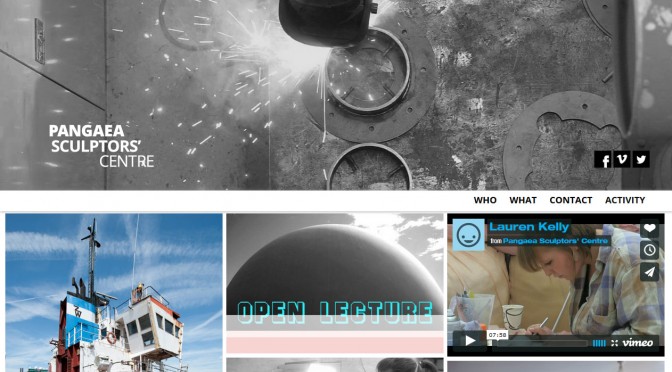 PANGAEA
SCULPTORS'
CENTRE
WHO WHAT CONTACT ACTIVITY
OPEN LECTURE
Lauren Kelly
from Pangaea Sculptors' Centre
07:58
vimeo